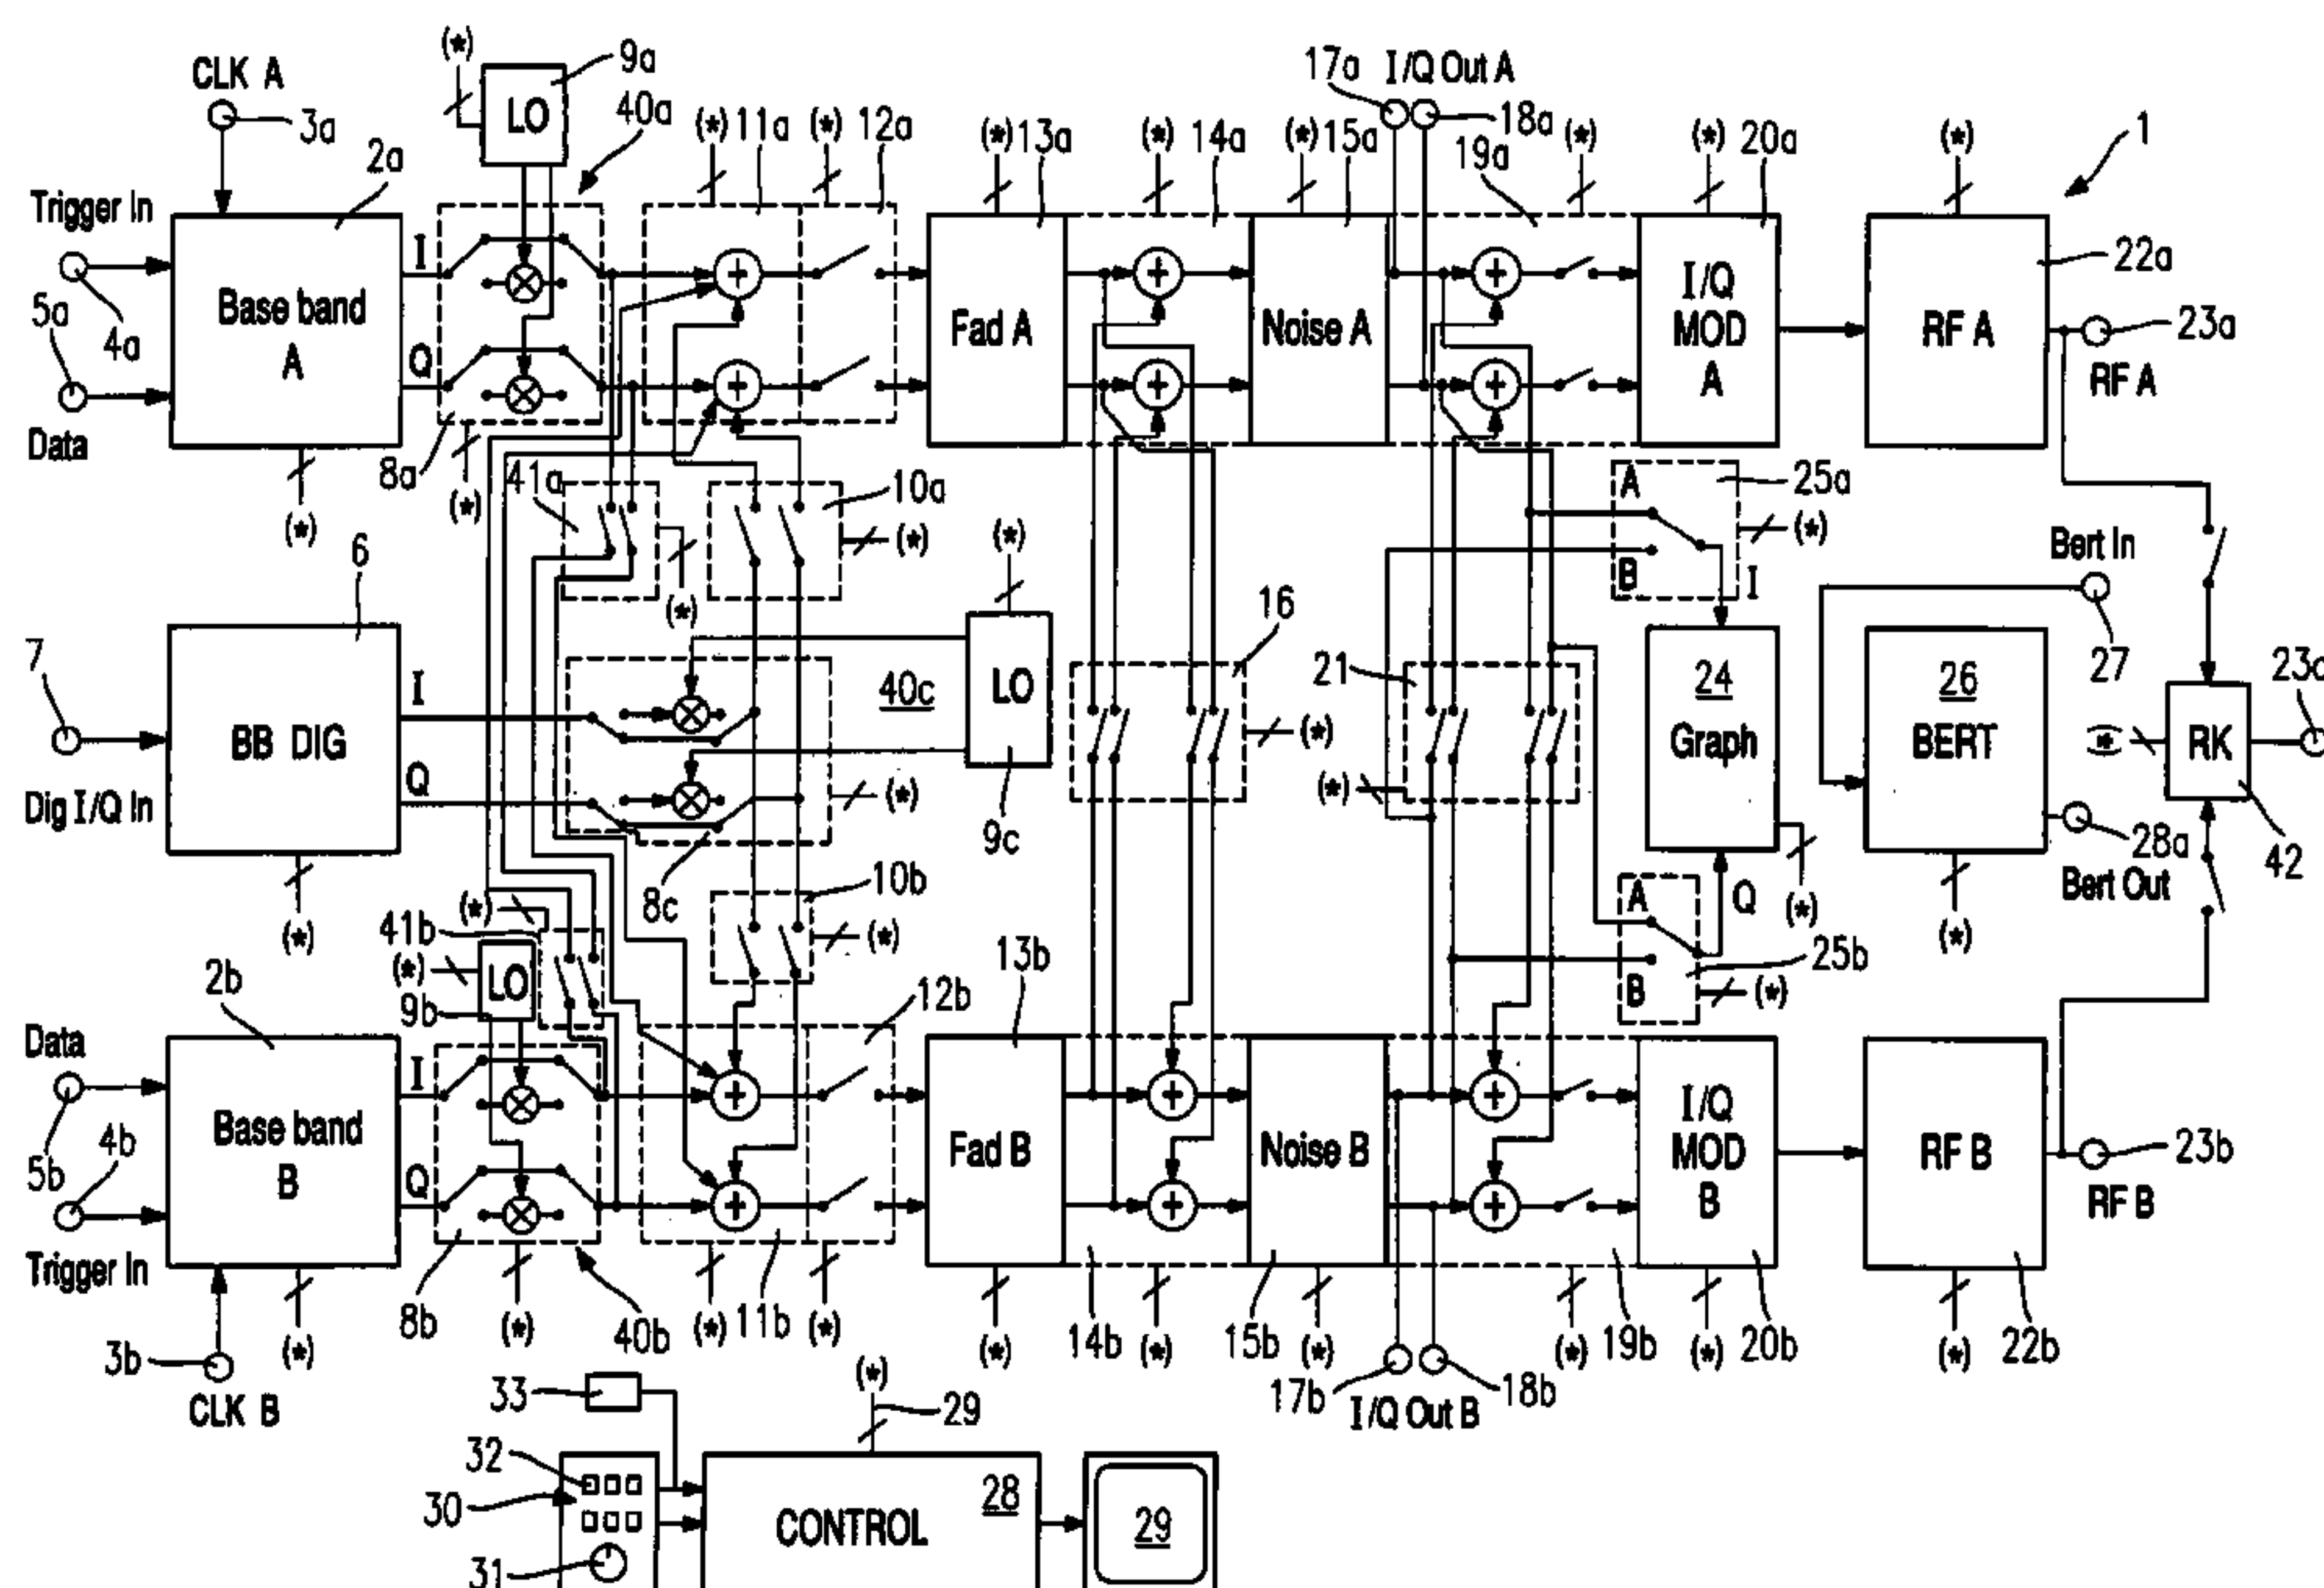 (*)
CLK A
3a
9a
LO
40a
2a
(*) 11a (*) 12a
17a I/Q Out A
18a
(*) 13a (*) 14a (*) 15a
19a (*) (*) 20a (*) 1
Trigger In
5a
4a
Data
Base band
A
I
Q
8a
(*)
(*)
Fad A
Noise A
I/Q
MOD
A
RF A
22a
23a
RF A
41a
(*)
10a
(*)
(*)
A
B
25a
(*)
I
Bert In
27
6
7
Dig I/Q In
BB DIG
I
Q
(*)
40c
LO
9c
(*)
8c
16
(*)
21
(*)
24
Graph
(*)
26
BERT
(*)
28a
Bert Out
(*)
RK
42
10b
(*)
(*)
41b
(*)
LO
9b
A
B
Q
25b
(*)
2b
Data
5b
4b
Trigger In
Base band
B
I
Q
3b
CLK B
(*)
8b
(*)
40b
12b
(*) 11b (*)
13b
Fad B
(*)
14b (*)
Noise B
15b (*)
17b
18b
I/Q Out B
(*) 19b
I/Q
MOD
B
(*) 20b
RF B
(*) 22b
23b
RF B
33
(*)
29
32
30
31
28
CONTROL
29